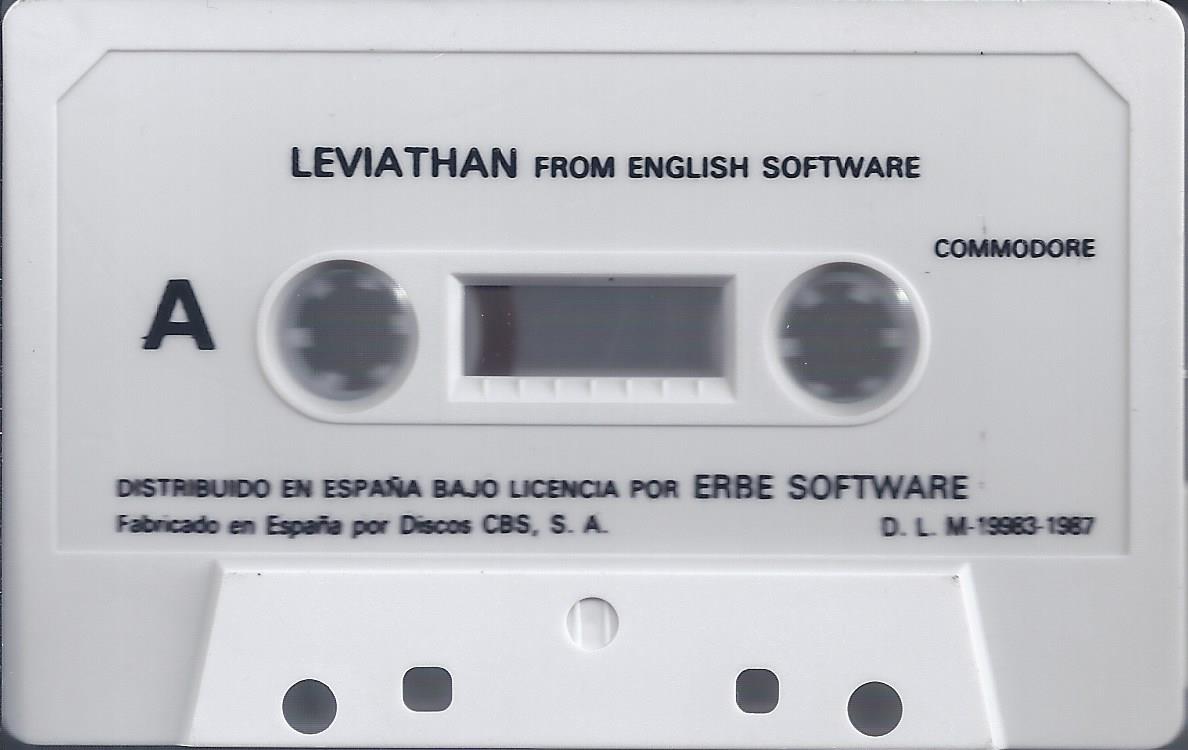 LEVIATHAN FROM ENGLISH SOFTWARE
COMMODORE
A
DISTRIBUIDO EN ESPAÑA BAJO LICENCIA POR ERBE SOFTWARE
Fabricado en España por Discos CBS, S. A. D. L. M-19983-1987